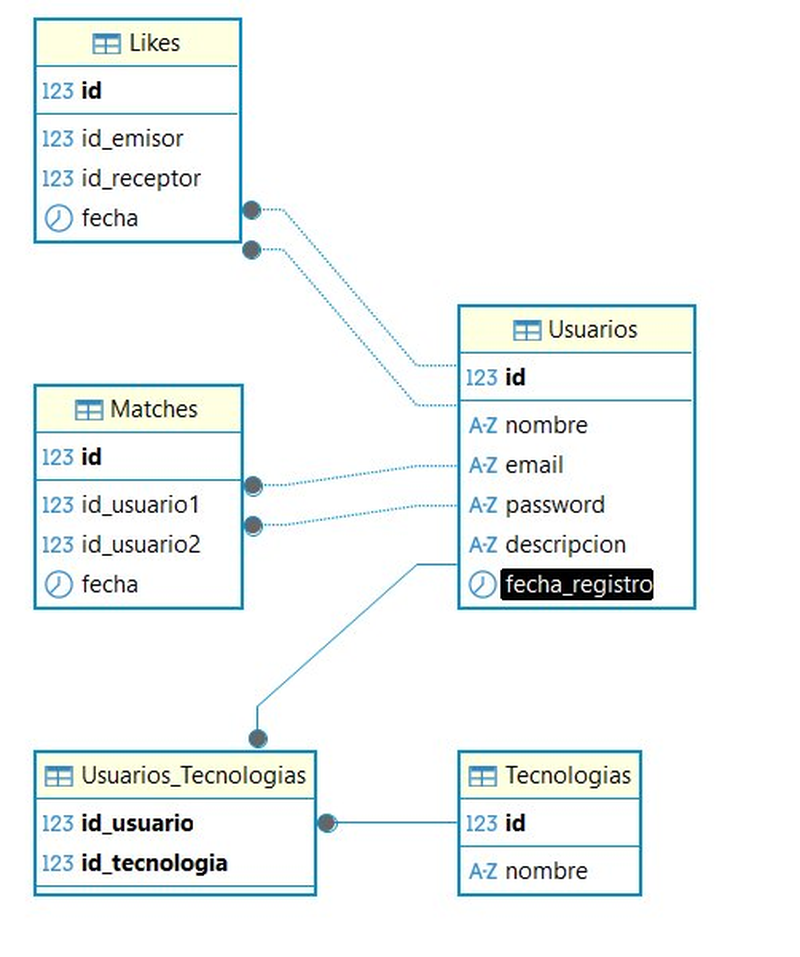 Likes
123 id
123 id_emisor
123 id_receptor
fecha
Usuarios
123 id
A-Z nombre
A-Z email
A-Z password
A-Z descripcion
fecha_registro
Matches
123 id
123 id_usuario1
123 id_usuario2
fecha
Usuarios_Tecnologias
123 id_usuario
123 id_tecnologia
Tecnologias
123 id
A-Z nombre